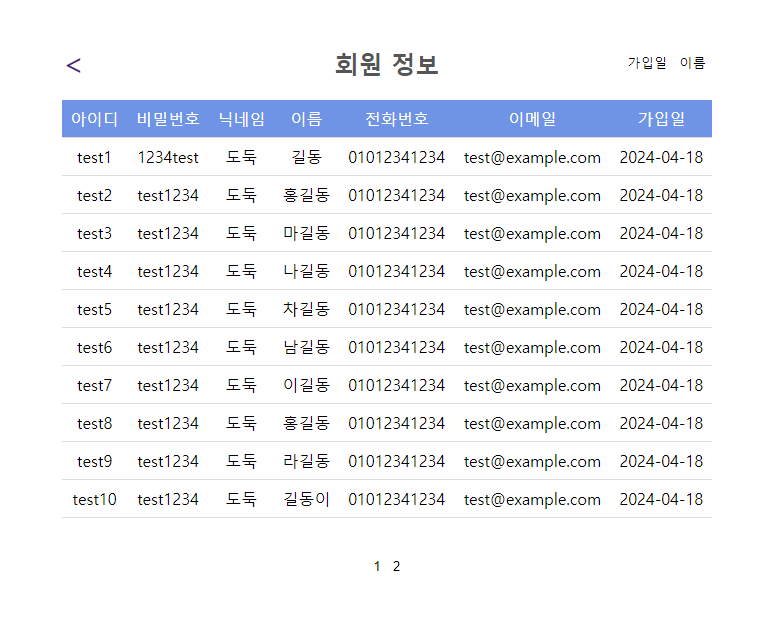 < 회원 정보 가입일 이름
아이디 비밀번호 닉네임 이름 전화번호 이메일 가입일
test1 1234test 도둑 길동 01012341234 test@example.com 2024-04-18
test2 test1234 도둑 홍길동 01012341234 test@example.com 2024-04-18
test3 test1234 도둑 마길동 01012341234 test@example.com 2024-04-18
test4 test1234 도둑 나길동 01012341234 test@example.com 2024-04-18
test5 test1234 도둑 차길동 01012341234 test@example.com 2024-04-18
test6 test1234 도둑 남길동 01012341234 test@example.com 2024-04-18
test7 test1234 도둑 이길동 01012341234 test@example.com 2024-04-18
test8 test1234 도둑 홍길동 01012341234 test@example.com 2024-04-18
test9 test1234 도둑 라길동 01012341234 test@example.com 2024-04-18
test10 test1234 도둑 길동이 01012341234 test@example.com 2024-04-18
1 2